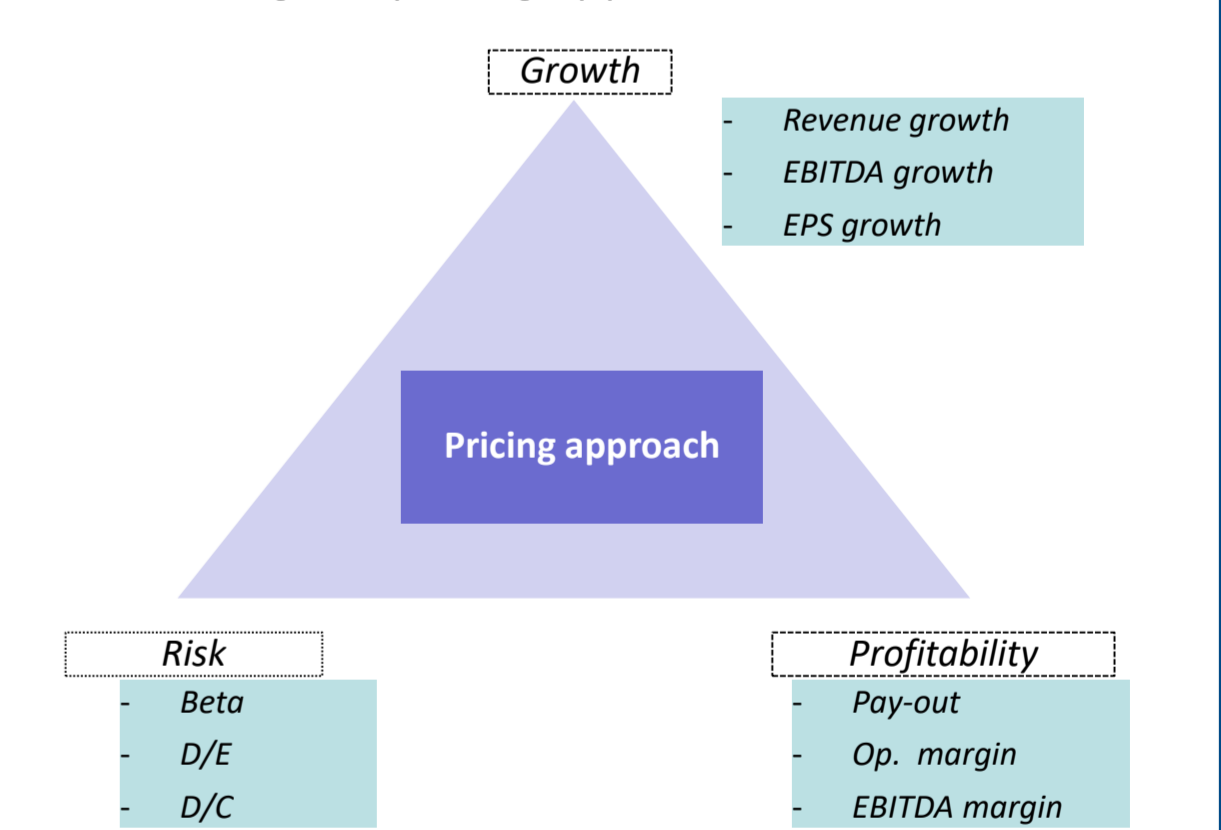 Growth
- Revenue growth
- EBITDA growth
- EPS growth
Pricing approach
Risk
- Beta
- D/E
- D/C
Profitability
- Pay-out
- Op. margin
- EBITDA margin